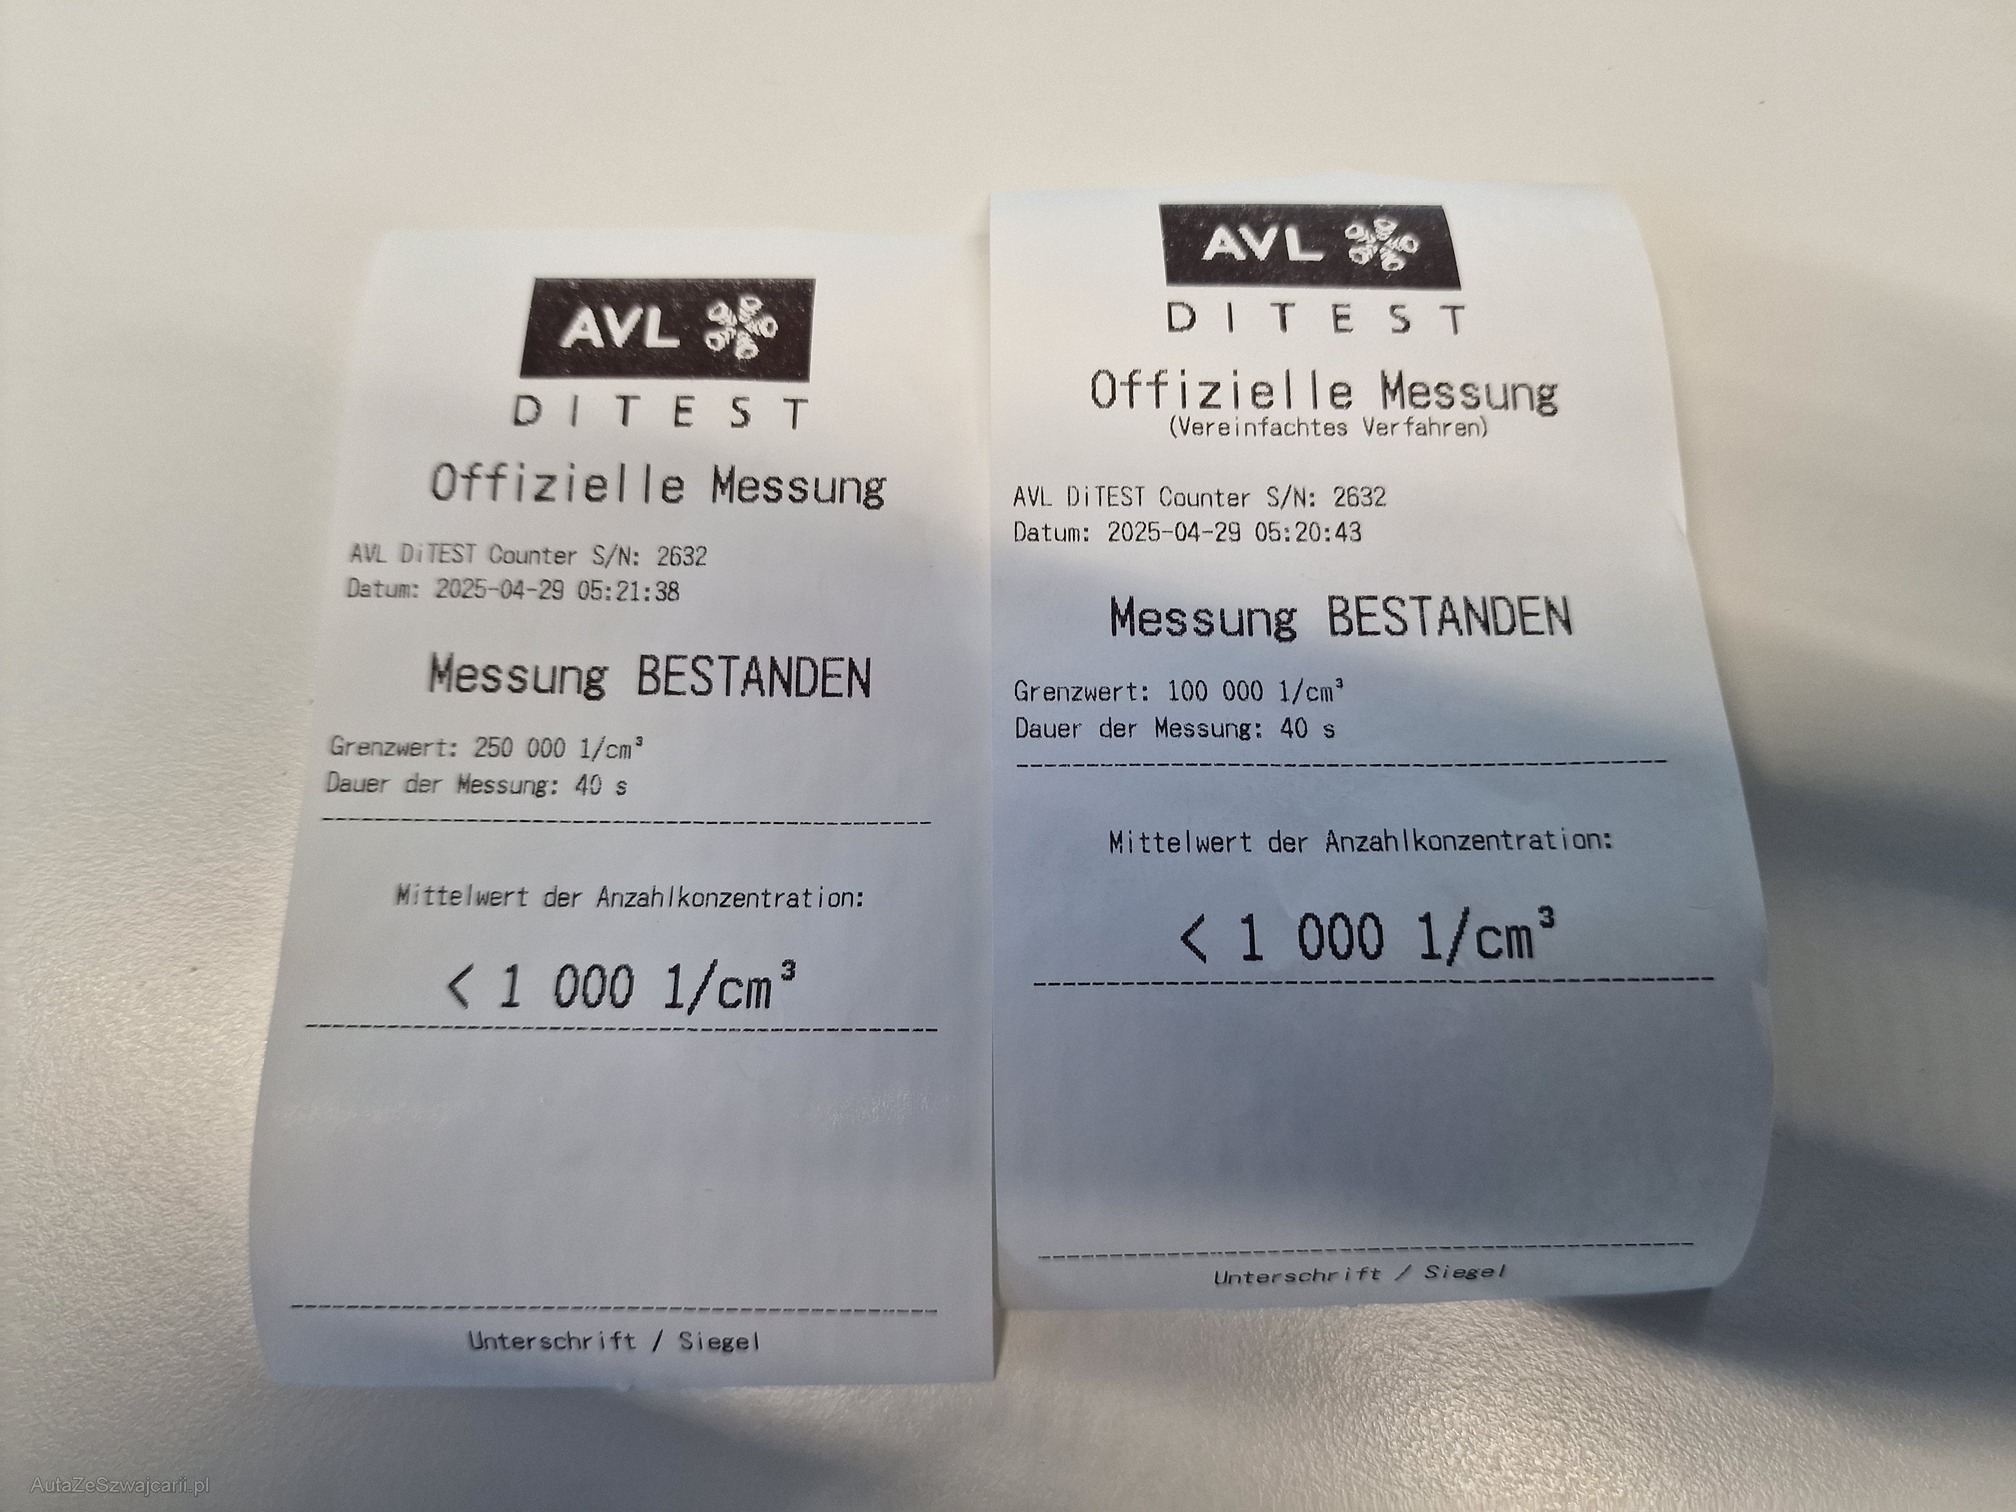 AVL
DITEST
Offizielle Messung
AVL DiTEST Counter S/N: 2632
Datum: 2025-04-29 05:21:38
Messung BESTANDEN
Grenzwert: 250 000 1/cm³
Dauer der Messung: 40 s
Mittelwert der Anzahlkonzentration:
< 1 000 1/cm³
Unterschrift / Siegel
AVL
DITEST
Offizielle Messung
(Vereinfachtes Verfahren)
AVL DiTEST Counter S/N: 2632
Datum: 2025-04-29 05:20:43
Messung BESTANDEN
Grenzwert: 100 000 1/cm³
Dauer der Messung: 40 s
Mittelwert der Anzahlkonzentration:
< 1 000 1/cm³
Unterschrift / Siegel
AutaZeSzwajcarii.pl